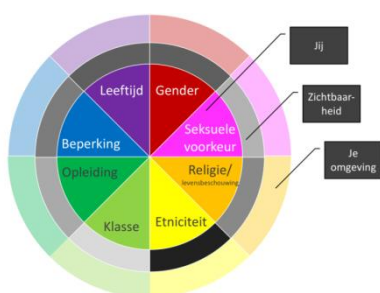 Jij
Leeftijd
Gender
Zichtbaar-
heid
Beperking
Seksuele
voorkeur
Je
omgeving
Opleiding
Religie/
levensbeschouwing
Klasse
Etniciteit